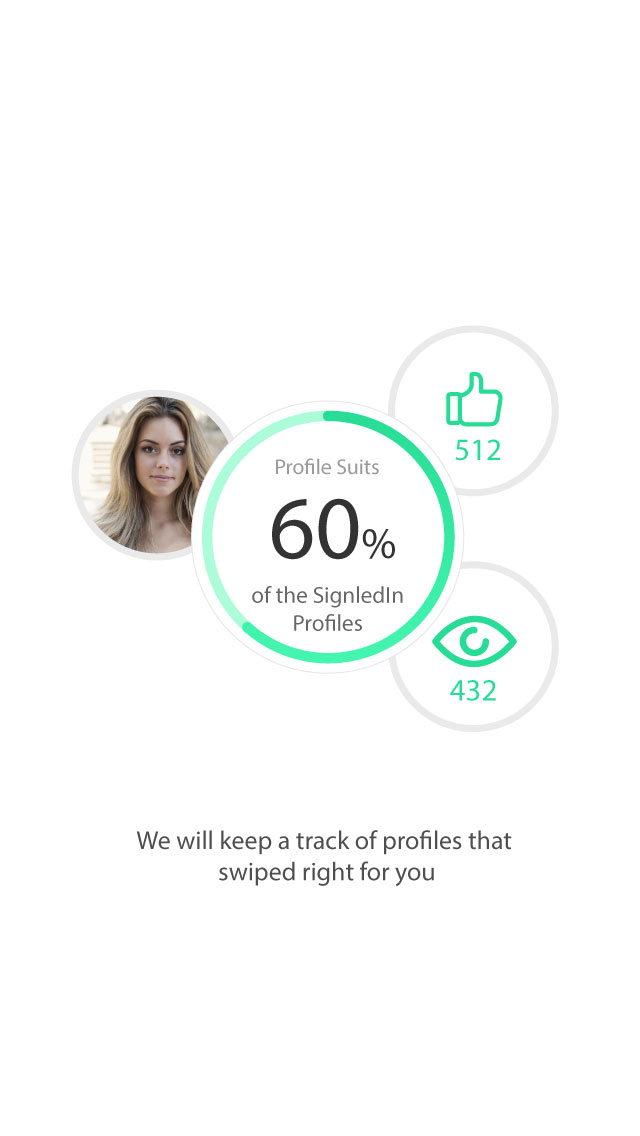 512
Profile Suits
60%
of the SignledIn
Profiles
432
We will keep a track of profiles that
swiped right for you